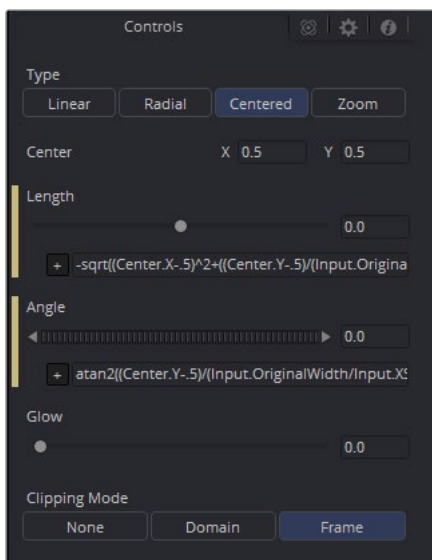 Controls
Type
Linear Radial Centered Zoom
Center X 0.5 Y 0.5
Length
0.0
+ -sqrt((Center.X-.5)^2+((Center.Y-.5)/(Input.Origina
Angle
0.0
+ atan2((Center.Y-.5)/(Input.OriginalWidth/Input.XS
Glow
0.0
Clipping Mode
None Domain Frame